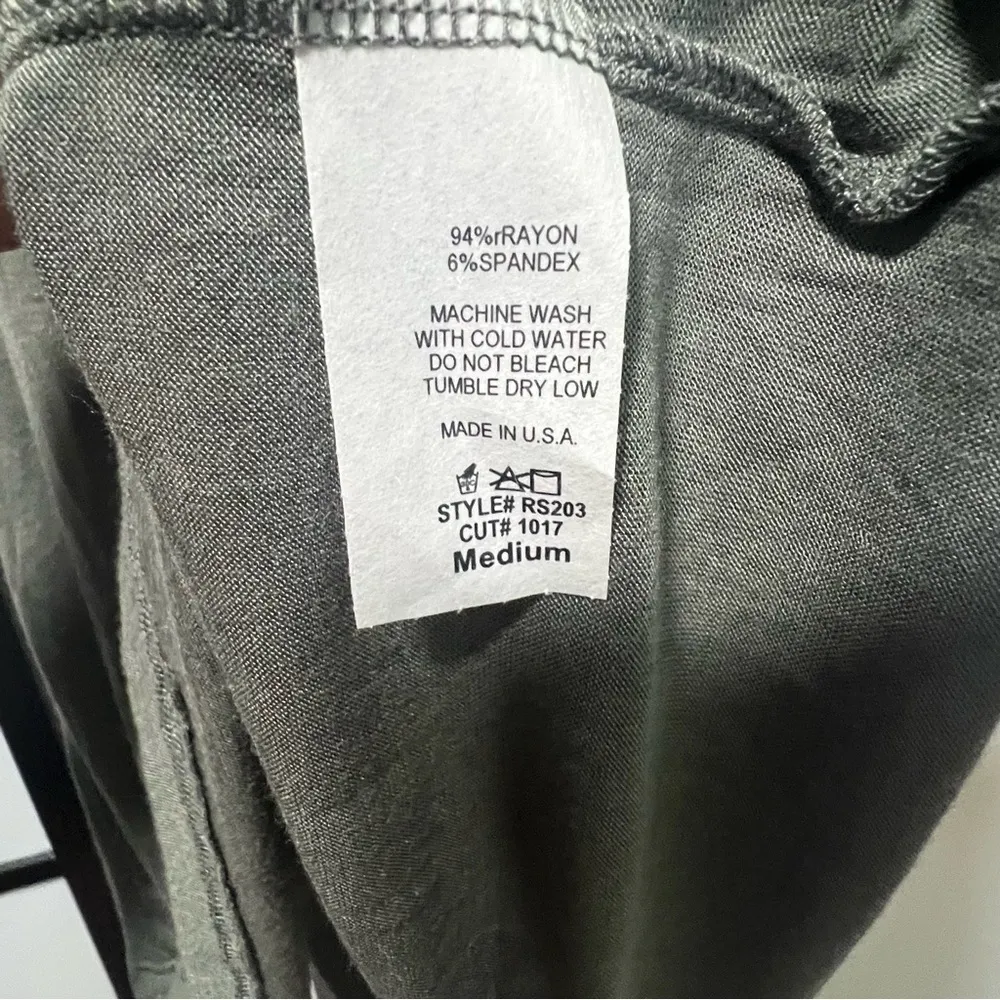 94%rRAYON
6%SPANDEX
MACHINE WASH
WITH COLD WATER
DO NOT BLEACH
TUMBLE DRY LOW
MADE IN U.S.A.
STYLE# RS203
CUT# 1017
Medium